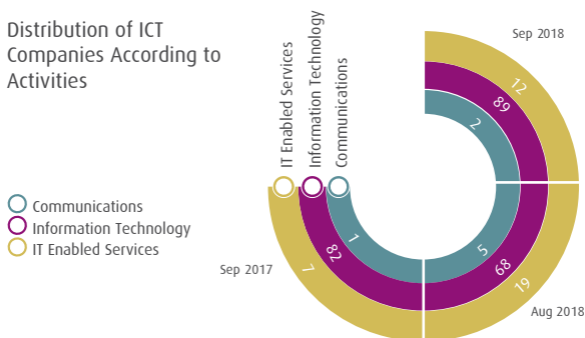 Distribution of ICT
Companies According to
Activities
IT Enabled Services
Information Technology
Communications
Communications
Information Technology
IT Enabled Services
Sep 2018
12
89
2
Sep 2017
1
82
7
5
68
19
Aug 2018